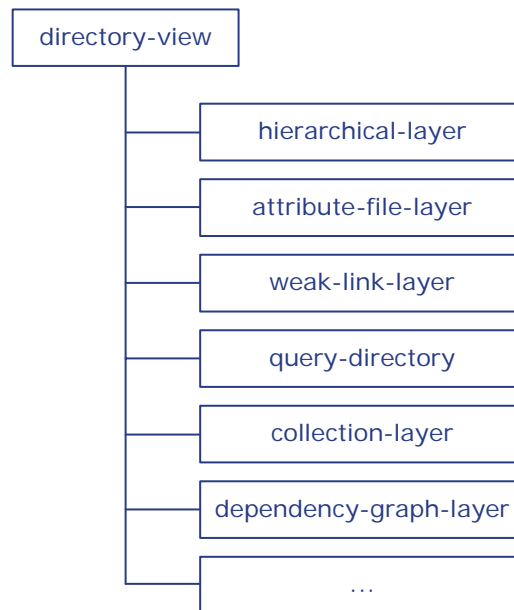 directory-view
hierarchical-layer
attribute-file-layer
weak-link-layer
query-directory
collection-layer
dependency-graph-layer
...